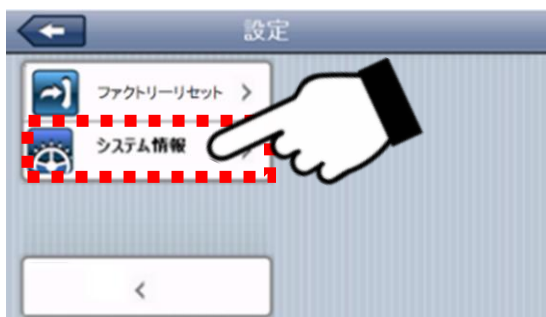 設定
ファクトリーリセット
システム情報